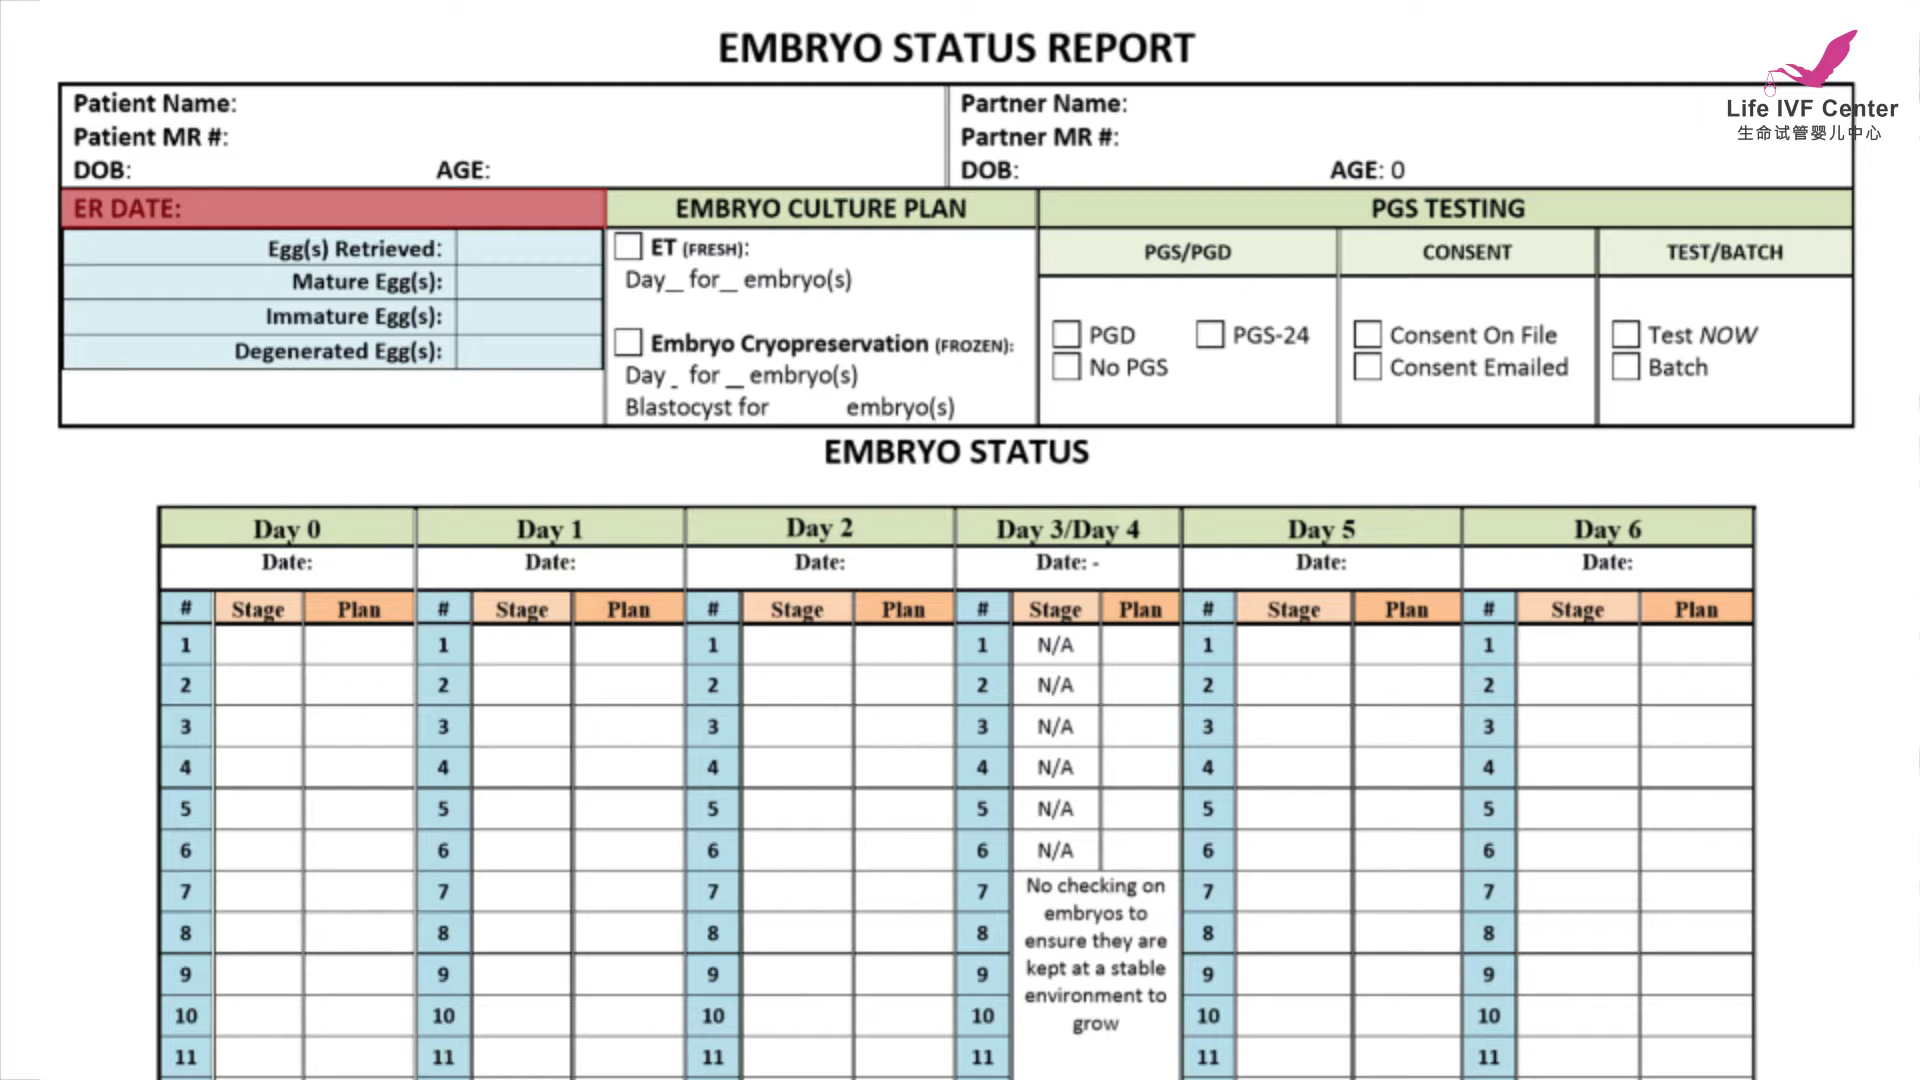 EMBRYO STATUS REPORT
Life IVF Center
生命试管婴儿中心
Patient Name:
Patient MR #:
DOB: AGE:
Partner Name:
Partner MR #:
DOB: AGE: 0
ER DATE:
Egg(s) Retrieved:
Mature Egg(s):
Immature Egg(s):
Degenerated Egg(s):
EMBRYO CULTURE PLAN
ET (FRESH):
Day__ for__ embryo(s)
Embryo Cryopreservation (FROZEN):
Day _ for __ embryo(s)
Blastocyst for embryo(s)
PGS TESTING
PGS/PGD CONSENT TEST/BATCH
PGD PGS-24 Consent On File Test NOW
No PGS Consent Emailed Batch
EMBRYO STATUS
Day 0 Day 1 Day 2 Day 3/Day 4 Day 5 Day 6
Date: Date: Date: Date: - Date: Date:
# Stage Plan # Stage Plan # Stage Plan # Stage Plan # Stage Plan # Stage Plan
1 1 1 1 N/A 1 1
2 2 2 2 N/A 2 2
3 3 3 3 N/A 3 3
4 4 4 4 N/A 4 4
5 5 5 5 N/A 5 5
6 6 6 6 N/A 6 6
7 7 7 7 No checking on 7 7
embryos to
8 8 8 8 ensure they are 8 8
9 9 9 9 kept at a stable 9 9
environment to
10 10 10 10 grow 10 10
11 11 11 11 11 11